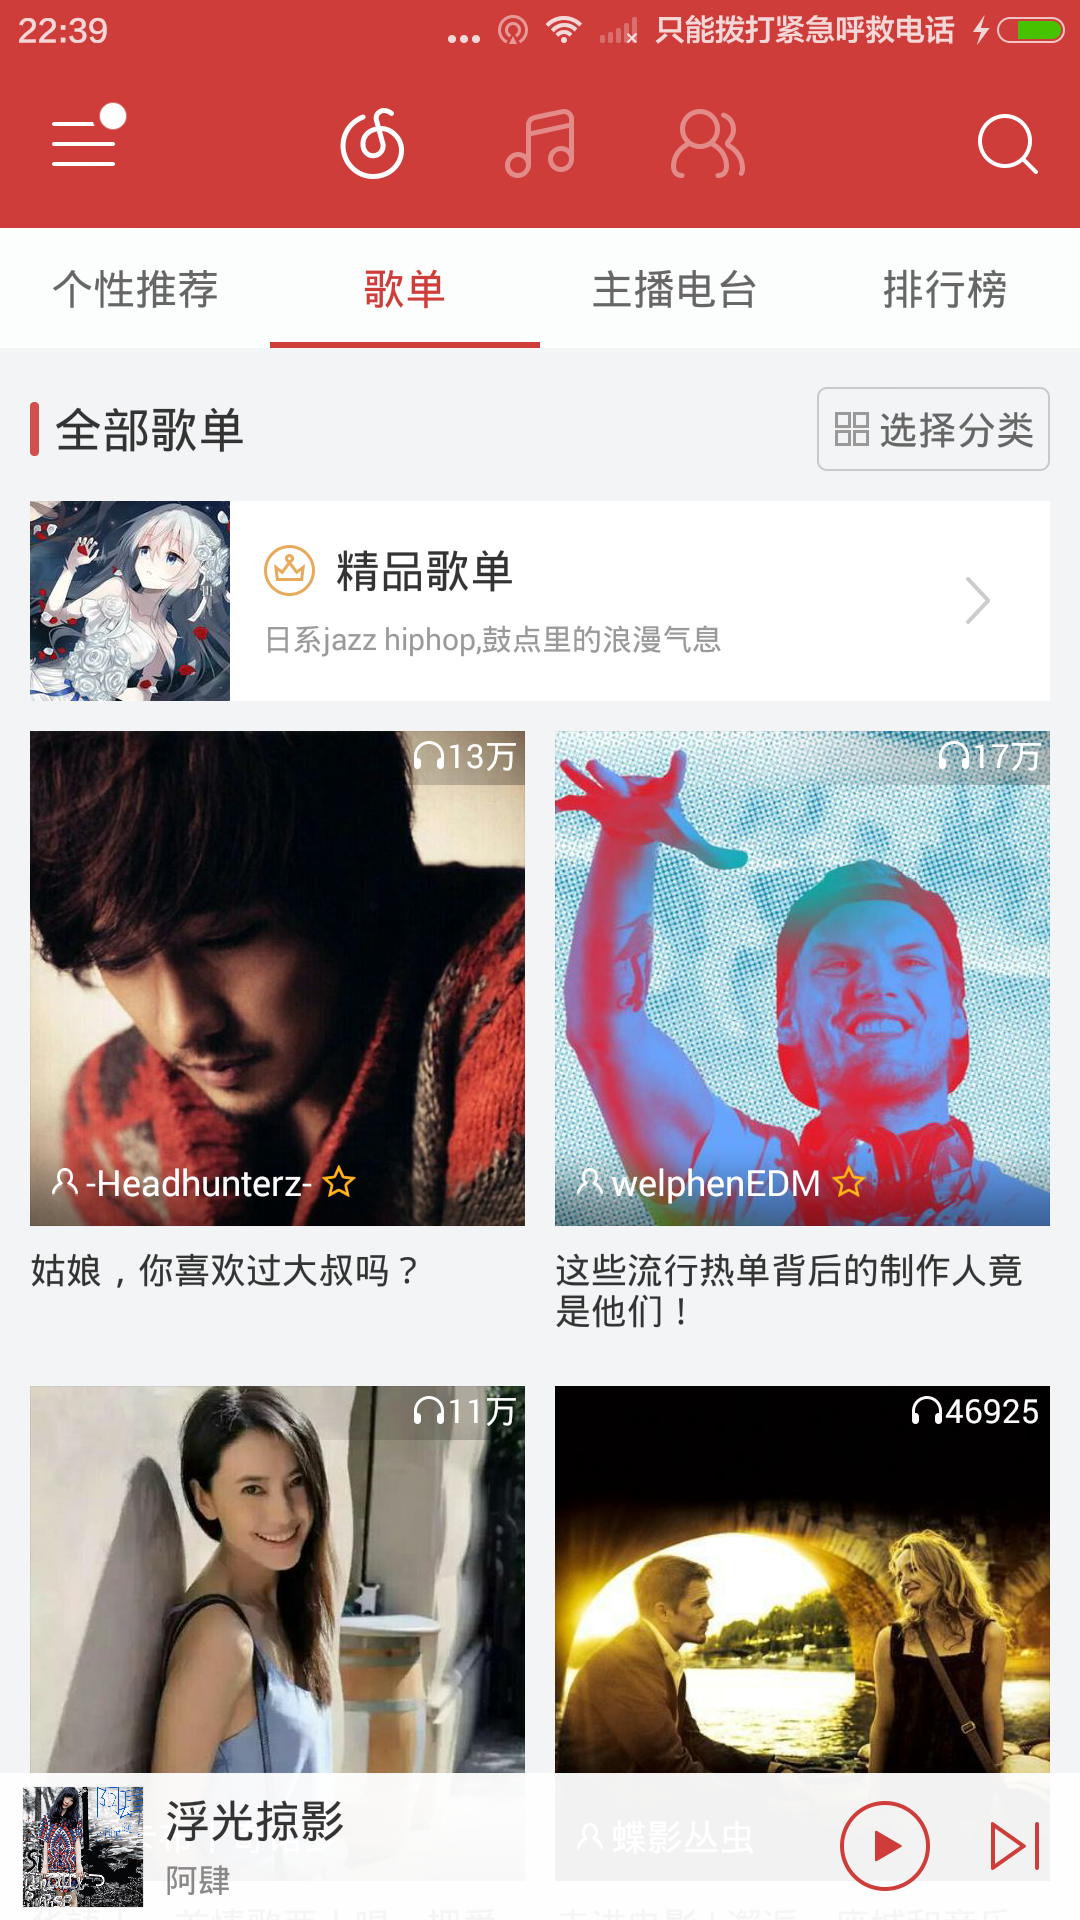 22:39
只能拨打紧急呼救电话
个性推荐
歌单
主播电台
排行榜
全部歌单
选择分类
精品歌单
日系jazz hiphop,鼓点里的浪漫气息
13万
17万
-Headhunterz-
welphenEDM
姑娘，你喜欢过大叔吗？
这些流行热单背后的制作人竟
是他们！
11万
46925
蝶影丛虫
浮光掠影
阿肆